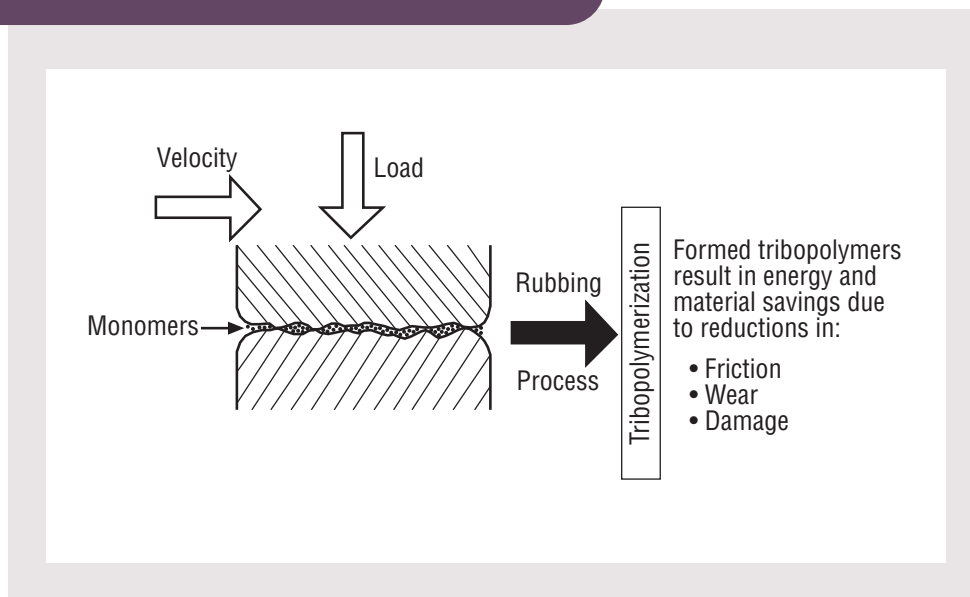 Velocity
Load
Monomers
Rubbing
Process
Tribopolymerization
Formed tribopolymers
result in energy and
material savings due
to reductions in:
• Friction
• Wear
• Damage